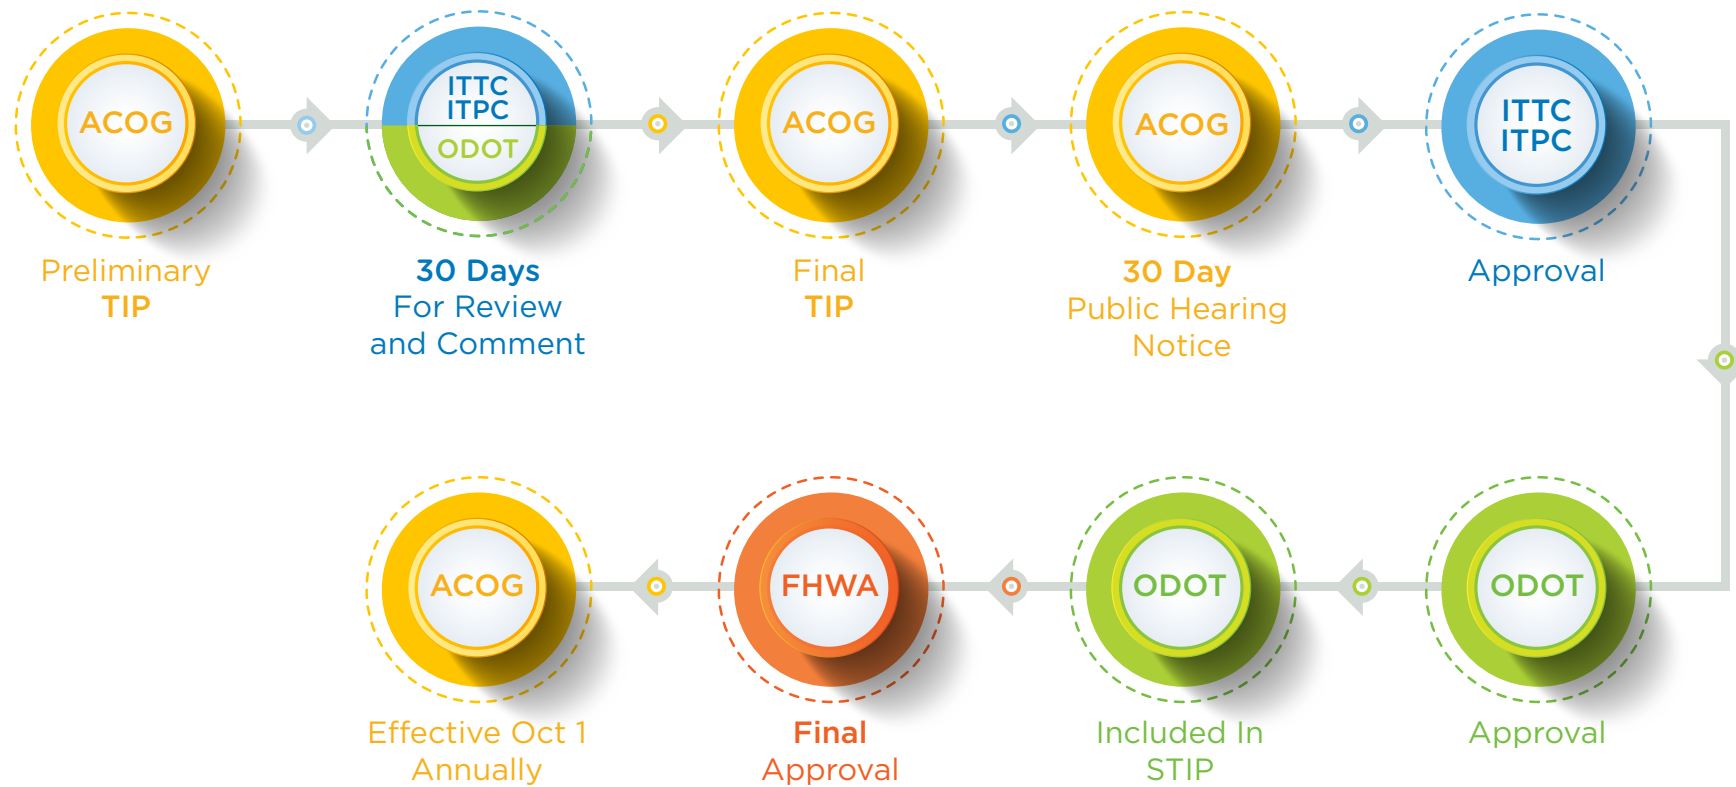 ACOG
Preliminary
TIP
ITTC
ITPC
ODOT
30 Days
For Review
and Comment
ACOG
Final
TIP
ACOG
30 Day
Public Hearing
Notice
ITTC
ITPC
Approval
ODOT
Approval
ODOT
Included In
STIP
FHWA
Final
Approval
ACOG
Effective Oct 1
Annually